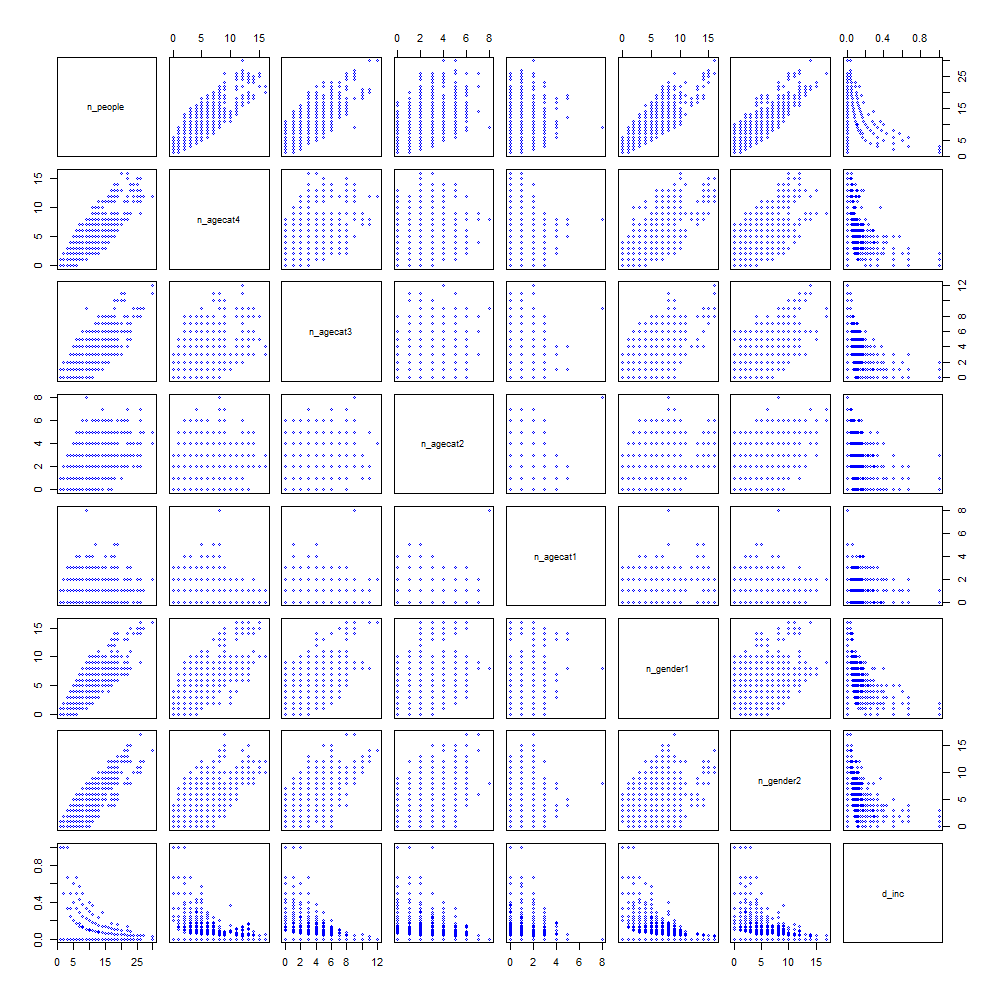 0 5 10 15 0 2 4 6 8 0 5 10 15 0.0 0.4 0.8
n_people
0 5 15 25
0 5 10 15
n_agecat4
n_agecat3
0 2 4 6 8 12
0 2 4 6 8
n_agecat2
n_agecat1
0 2 4 6 8
0 5 10 15
n_gender1
n_gender2
0 5 10 15
0.0 0.4 0.8
d_inc
0 5 15 25 0 2 4 6 8 12 0 2 4 6 8 0 5 10 15